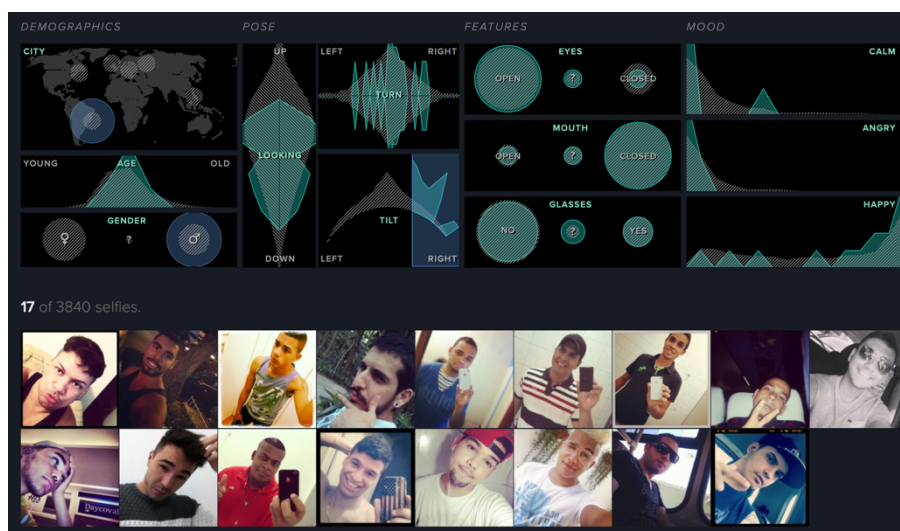 DEMOGRAPHICS
POSE
FEATURES
MOOD
CITY
UP
LEFT
RIGHT
TURN
EYES
OPEN
?
CLOSED
CALM
MOUTH
OPEN
?
CLOSED
ANGRY
YOUNG
AGE
OLD
LOOKING
GENDER
♀
?
♂
TILT
DOWN
LEFT
RIGHT
GLASSES
NO
?
YES
HAPPY
17 of 3840 selfies.
Daycoval